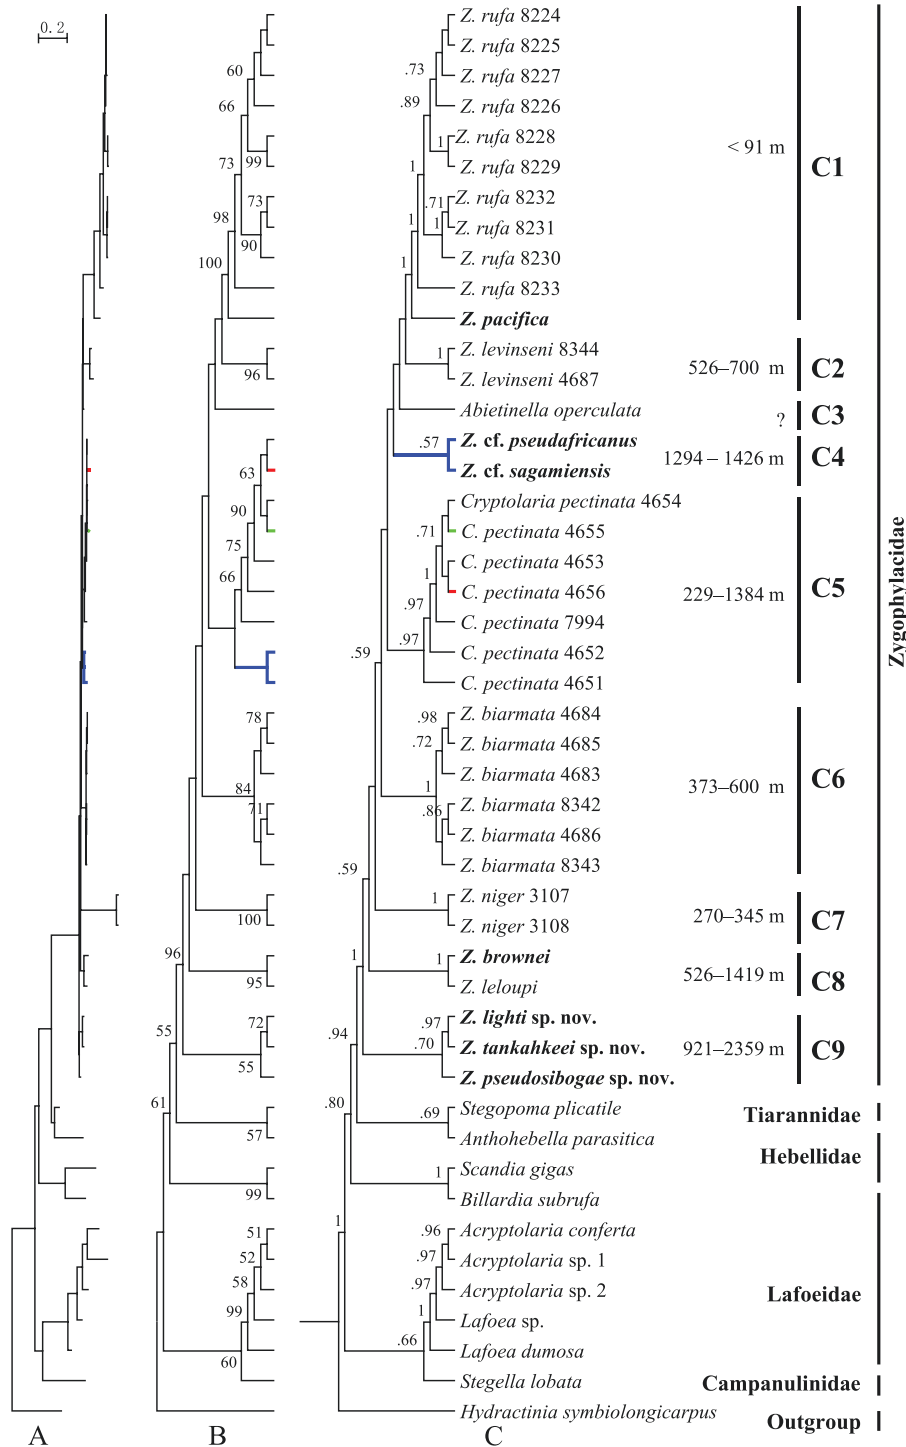 0.2
Z. rufa 8224
Z. rufa 8225
60
.73
Z. rufa 8227
66
.89
Z. rufa 8226
1
Z. rufa 8228
< 91 m
73
99
1
Z. rufa 8229
C1
73
.71
Z. rufa 8232
98
90
1
1
Z. rufa 8231
100
1
Z. rufa 8230
Z. rufa 8233
Z. pacifica
1
Z. levinseni 8344
526–700 m
C2
96
Z. levinseni 4687
Abietinella operculata
?
C3
.57
Z. cf. pseudafricanus
1294 – 1426 m
C4
63
Z. cf. sagamiensis
Cryptolaria pectinata 4654
90
.71
C. pectinata 4655
75
C. pectinata 4653
66
1
C. pectinata 4656
229–1384 m
C5
.97
C. pectinata 7994
.97
.59
C. pectinata 4652
C. pectinata 4651
Zygophylacidae
78
.98
Z. biarmata 4684
.72
Z. biarmata 4685
Z. biarmata 4683
84
1
373–600 m
C6
71
.86
Z. biarmata 8342
Z. biarmata 4686
.59
Z. biarmata 8343
1
Z. niger 3107
270–345 m
C7
100
Z. niger 3108
96
1
1
Z. brownei
526–1419 m
C8
95
Z. leloupi
72
.97
Z. lighti sp. nov.
55
.94
.70
Z. tankahkeei sp. nov.
921–2359 m
C9
55
Z. pseudosibogae sp. nov.
61
.80
.69
Stegopoma plicatile
Tiarannidae
57
Anthohebella parasitica
Hebellidae
1
Scandia gigas
99
Billardia subrufa
1
51
.96
Acryptolaria conferta
52
.97
Acryptolaria sp. 1
58
.97
Acryptolaria sp. 2
Lafoeidae
99
1
Lafoea sp.
60
.66
Lafoea dumosa
Stegella lobata
Campanulinidae
Hydractinia symbiolongicarpus
Outgroup
A B C